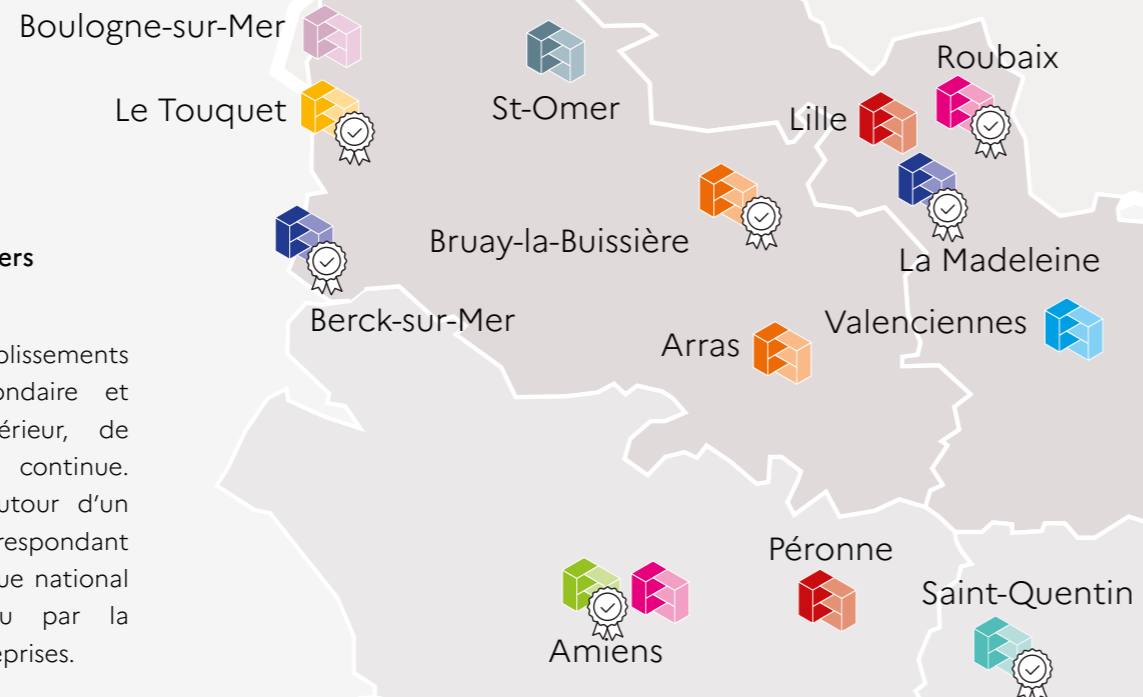 Boulogne-sur-Mer
Roubaix
Le Touquet
St-Omer
Lille
Bruay-la-Buissière
ers
La Madeleine
Berck-sur-Mer
Valenciennes
Arras
olissements
ondaire et
érieur, de
continue.
utour d'un
respondant
ue national
u par la
eprises.
Péronne
Saint-Quentin
Amiens